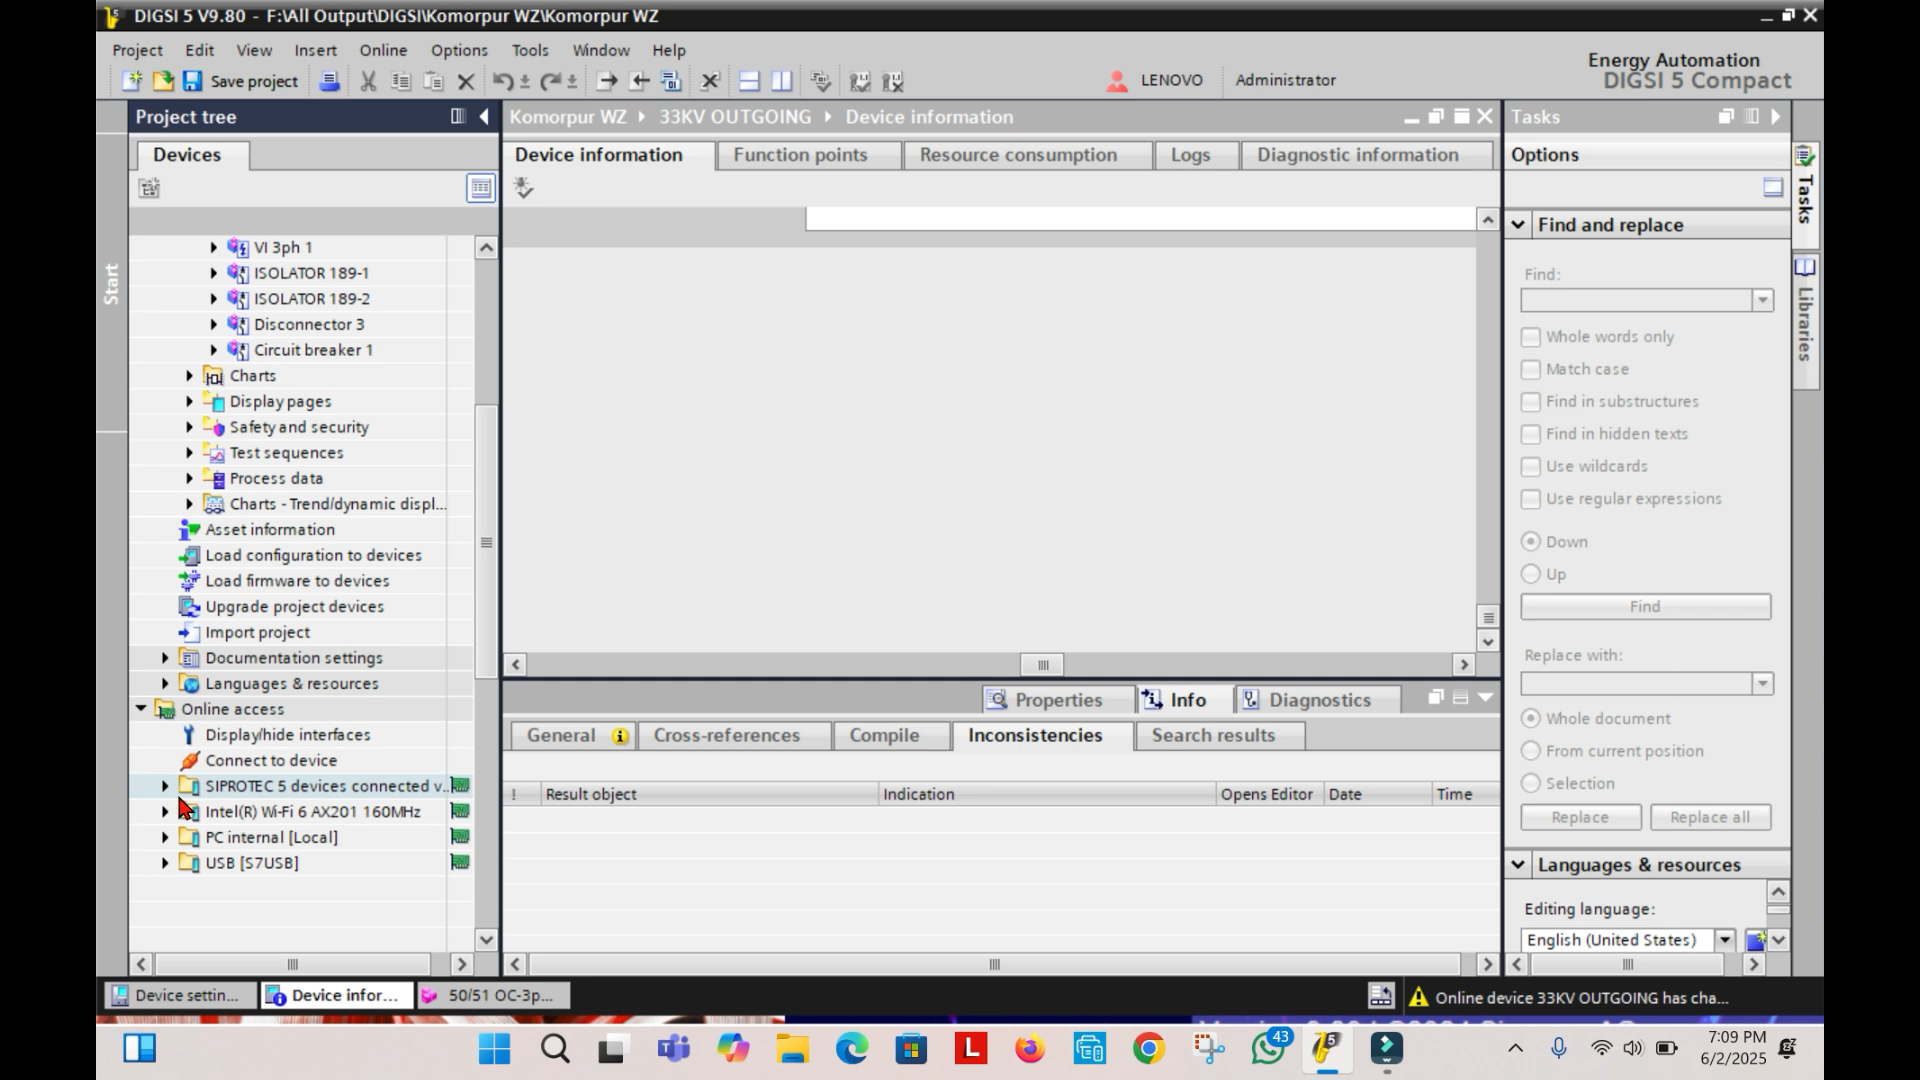 DIGSI 5 V9.80 - F:\All Output\DIGSI\Komorpur WZ\Komorpur WZ
Project Edit View Insert Online Options Tools Window Help
Energy Automation
DIGSI 5 Compact
Save project
LENOVO
Administrator
Project tree
Komorpur WZ 33KV OUTGOING Device information
Tasks
Devices
Device information
Function points
Resource consumption
Logs
Diagnostic information
Options
Start
VI 3ph 1
ISOLATOR 189-1
ISOLATOR 189-2
Disconnector 3
Circuit breaker 1
Charts
Display pages
Safety and security
Test sequences
Process data
Charts - Trend/dynamic displ...
Asset information
Load configuration to devices
Load firmware to devices
Upgrade project devices
Import project
Documentation settings
Languages & resources
Online access
Display/hide interfaces
Connect to device
SIPROTEC 5 devices connected v...
Intel(R) Wi-Fi 6 AX201 160MHz
PC internal [Local]
USB [S7USB]
Properties
Info
Diagnostics
General
Cross-references
Compile
Inconsistencies
Search results
! Result object Indication Opens Editor Date Time
Find and replace
Find:
Whole words only
Match case
Find in substructures
Find in hidden texts
Use wildcards
Use regular expressions
Down
Up
Find
Replace with:
Whole document
From current position
Selection
Replace
Replace all
Languages & resources
Editing language:
English (United States)
Tasks
Libraries
Device settin...
Device infor...
50/51 OC-3p...
Online device 33KV OUTGOING has cha...
43
7:09 PM
6/2/2025